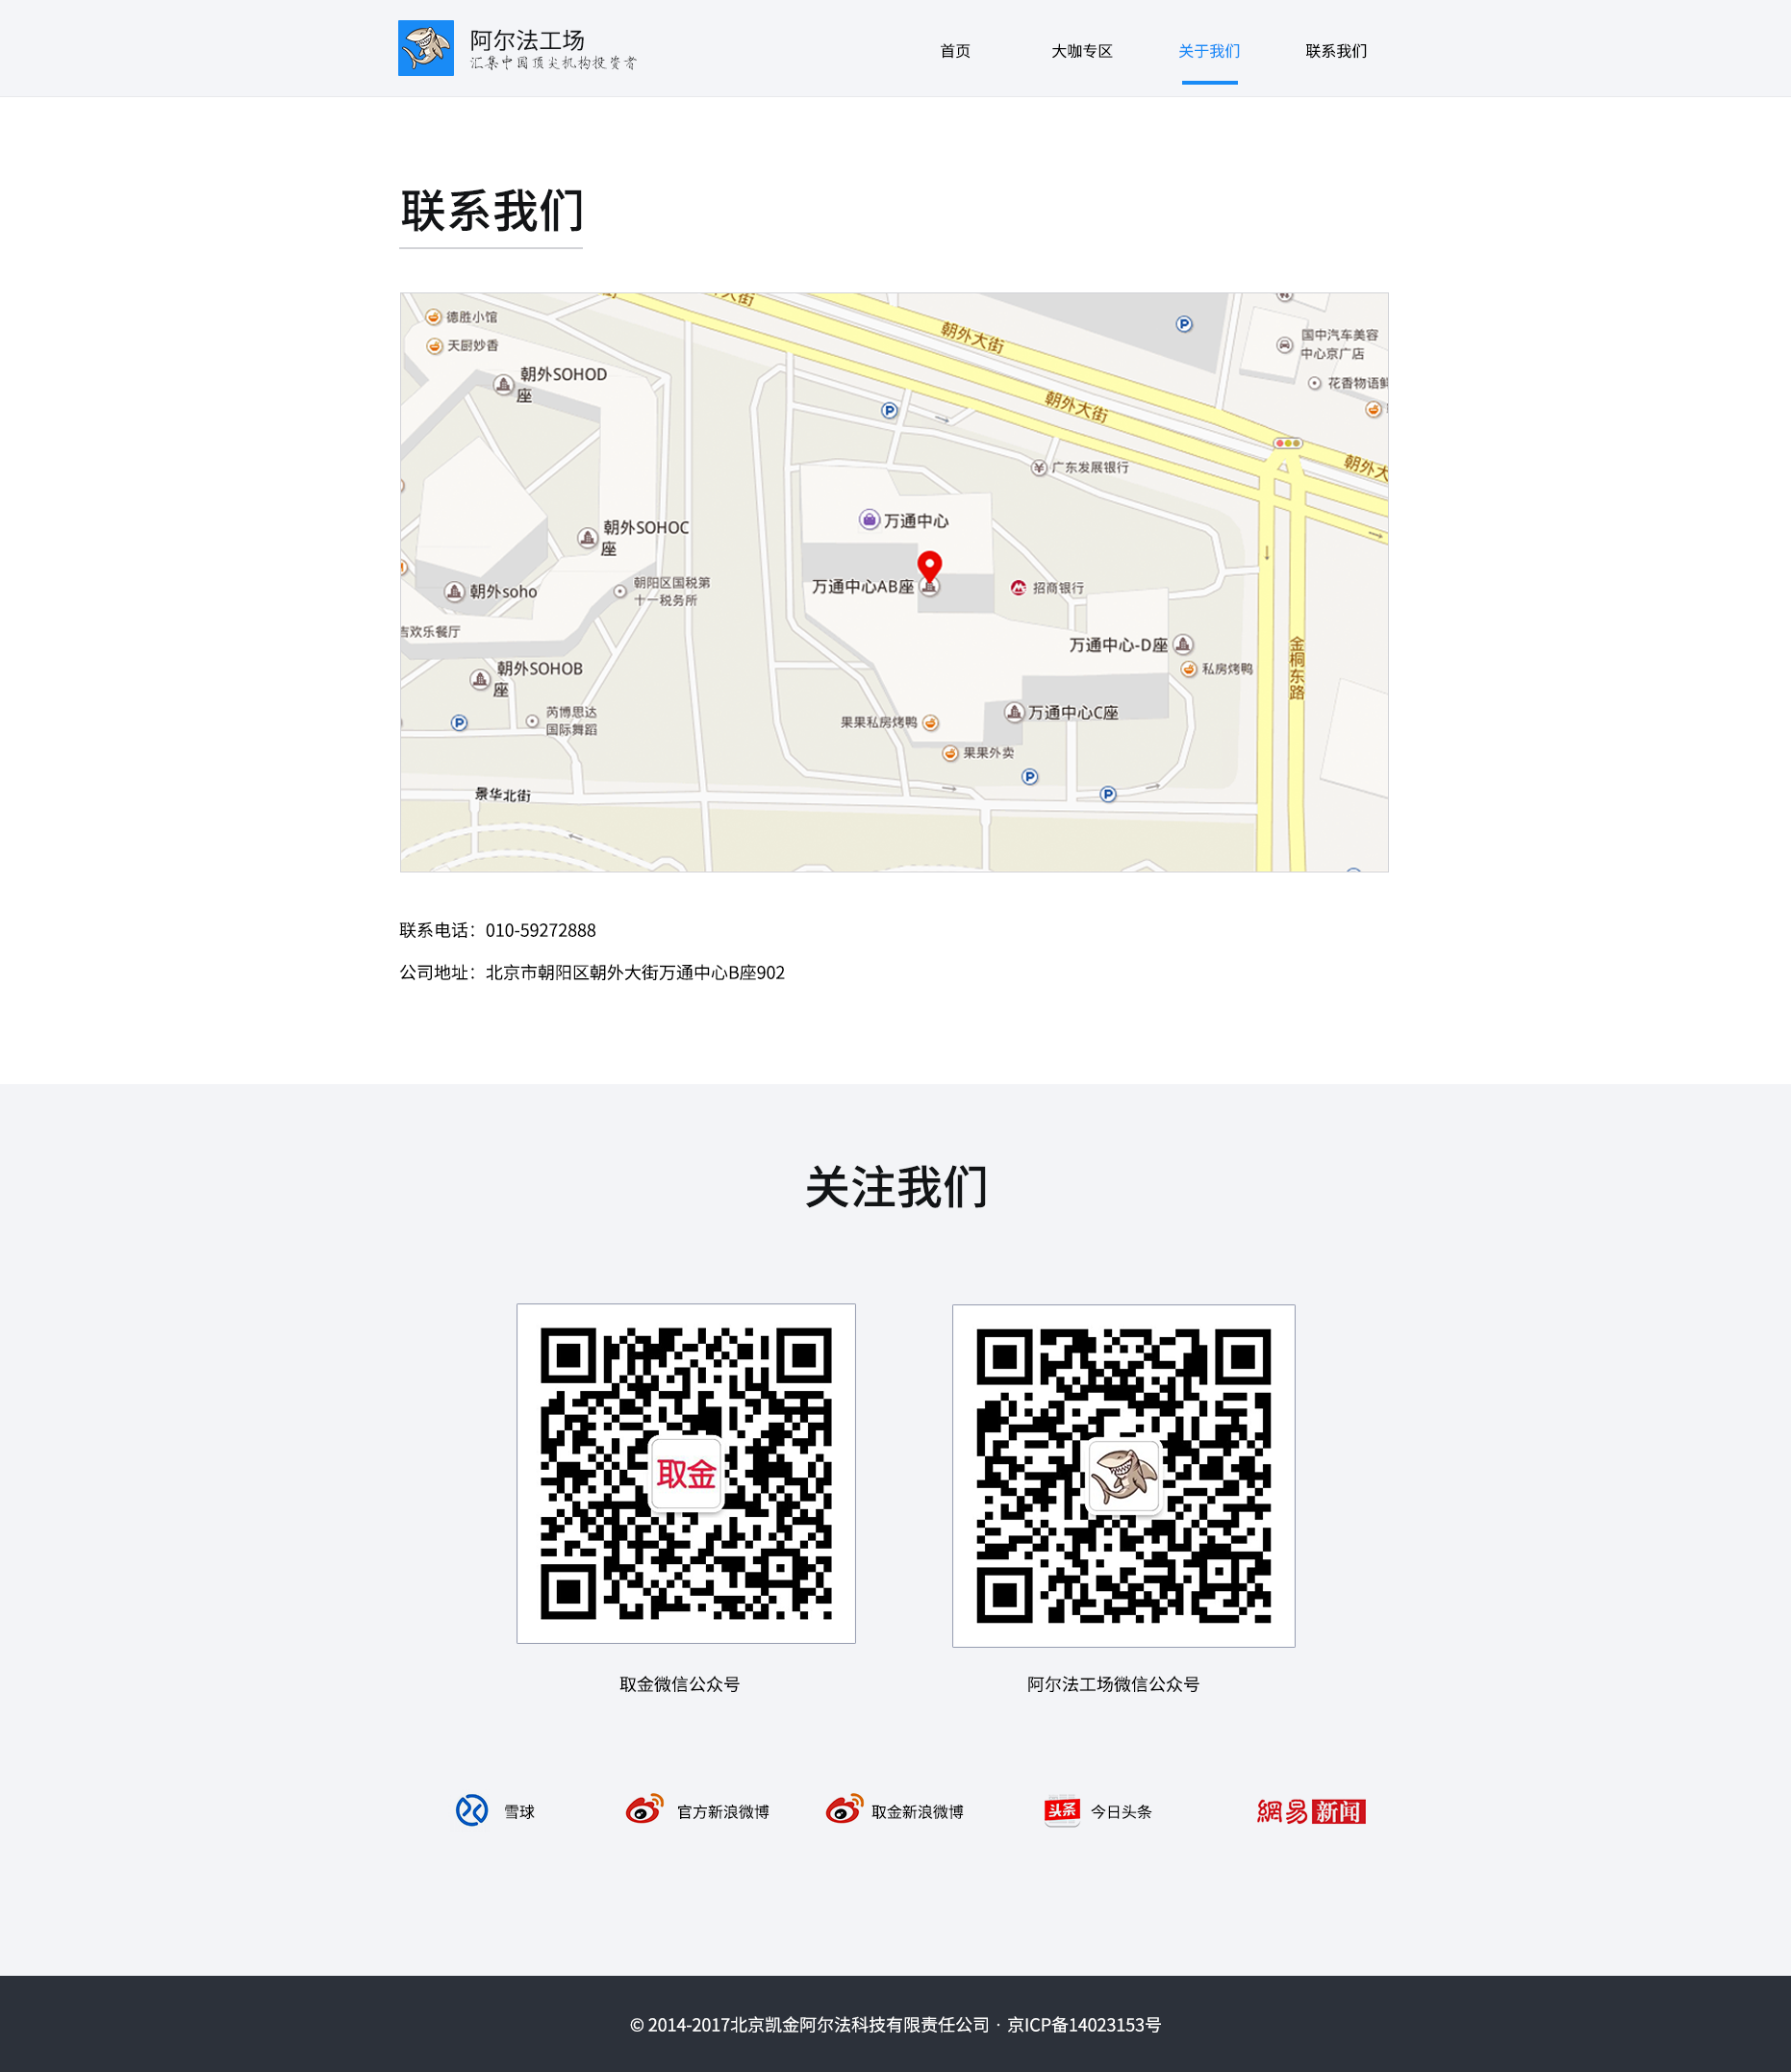 阿尔法工场
汇集中国顶尖机构投资者
首页
大咖专区
关于我们
联系我们
联系我们
德胜小馆
天厨妙香
朝外SOHOD
座
朝外大街
朝外大街
国中汽车美容
中心京广店
花香物语鲜
朝外大
广东发展银行
万通中心
朝外SOHOC
座
朝外soho
朝阳区国税第
十一税务所
万通中心AB座
招商银行
吉欢乐餐厅
朝外SOHOB
座
万通中心-D座
私房烤鸭
金桐东路
芮博思达
国际舞蹈
果果私房烤鸭
万通中心C座
果果外卖
景华北街
联系电话：010-59272888
公司地址：北京市朝阳区朝外大街万通中心B座902
关注我们
取金
取金微信公众号
阿尔法工场微信公众号
雪球
官方新浪微博
取金新浪微博
头条
今日头条
網易新闻
© 2014-2017北京凯金阿尔法科技有限责任公司 · 京ICP备14023153号